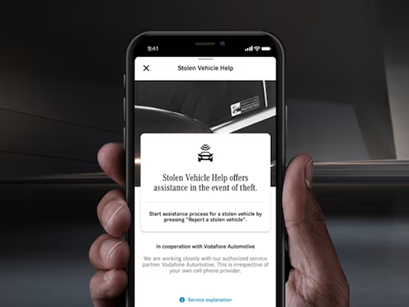 9:41
Stolen Vehicle Help
Stolen Vehicle Help offers
assistance in the event of theft.
Start assistance process for a stolen vehicle by
pressing "Report a stolen vehicle".
In cooperation with Vodafone Automotive
We are working closely with our authorized service
partner Vodafone Automotive. This is irrespective of
your own cell phone provider.
Service explanation